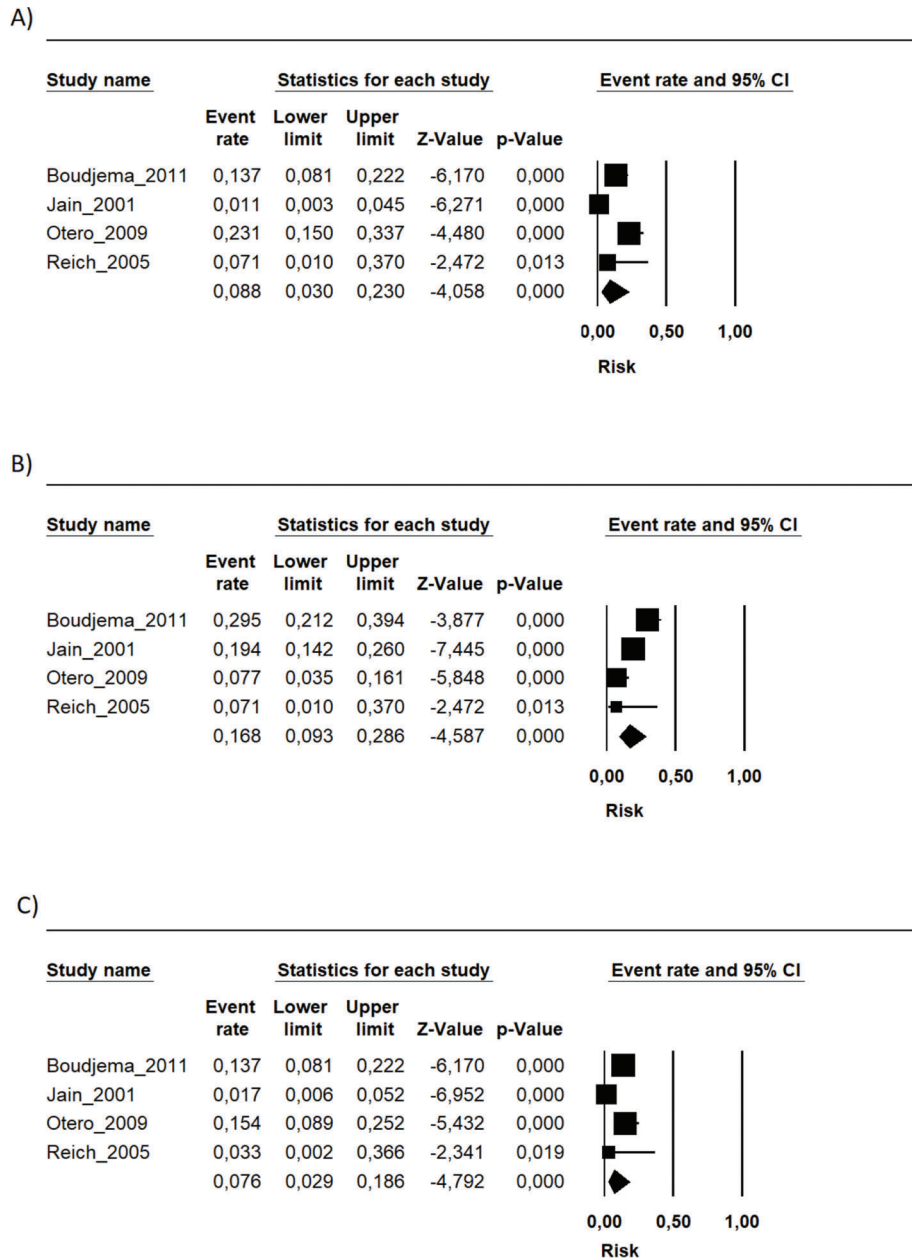 A)
Study name Statistics for each study Event rate and 95% CI
Event Lower Upper
rate limit limit Z-Value p-Value
Boudjema_2011 0,137 0,081 0,222 -6,170 0,000
Jain_2001 0,011 0,003 0,045 -6,271 0,000
Otero_2009 0,231 0,150 0,337 -4,480 0,000
Reich_2005 0,071 0,010 0,370 -2,472 0,013
0,088 0,030 0,230 -4,058 0,000
0,00 0,50 1,00
Risk
B)
Study name Statistics for each study Event rate and 95% CI
Event Lower Upper
rate limit limit Z-Value p-Value
Boudjema_2011 0,295 0,212 0,394 -3,877 0,000
Jain_2001 0,194 0,142 0,260 -7,445 0,000
Otero_2009 0,077 0,035 0,161 -5,848 0,000
Reich_2005 0,071 0,010 0,370 -2,472 0,013
0,168 0,093 0,286 -4,587 0,000
0,00 0,50 1,00
Risk
C)
Study name Statistics for each study Event rate and 95% CI
Event Lower Upper
rate limit limit Z-Value p-Value
Boudjema_2011 0,137 0,081 0,222 -6,170 0,000
Jain_2001 0,017 0,006 0,052 -6,952 0,000
Otero_2009 0,154 0,089 0,252 -5,432 0,000
Reich_2005 0,033 0,002 0,366 -2,341 0,019
0,076 0,029 0,186 -4,792 0,000
0,00 0,50 1,00
Risk